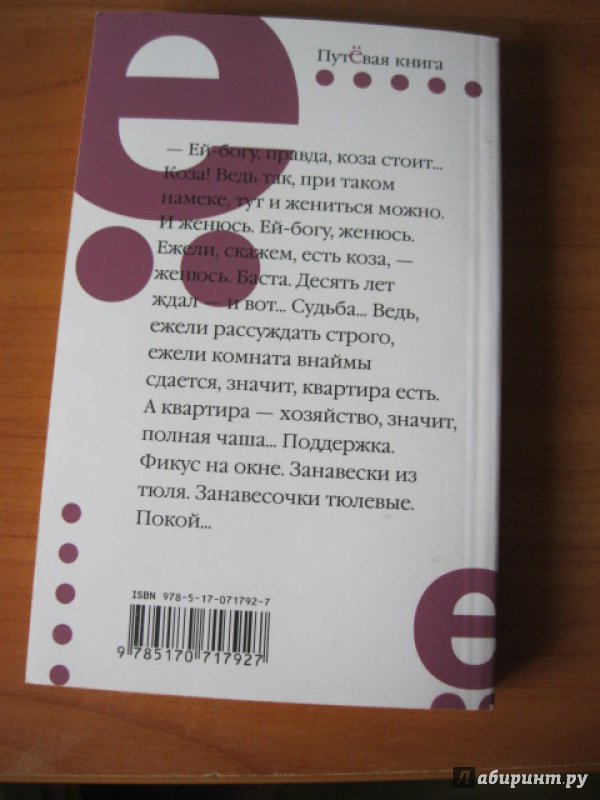 ПутЁвая книга
— Ей-богу, правда, коза стоит...
Коза! Ведь так, при таком
намеке, тут и жениться можно.
И женюсь. Ей-богу, женюсь.
Ежели, скажем, есть коза, —
женюсь. Баста. Десять лет
ждал — и вот... Судьба... Ведь,
ежели рассуждать строго,
ежели комната внаймы
сдается, значит, квартира есть.
А квартира — хозяйство, значит,
полная чаша... Поддержка.
Фикус на окне. Занавески из
тюля. Занавесочки тюлевые.
Покой...
ISBN 978-5-17-071792-7
9 785170 717927
ё
ё
Лабиринт.ру